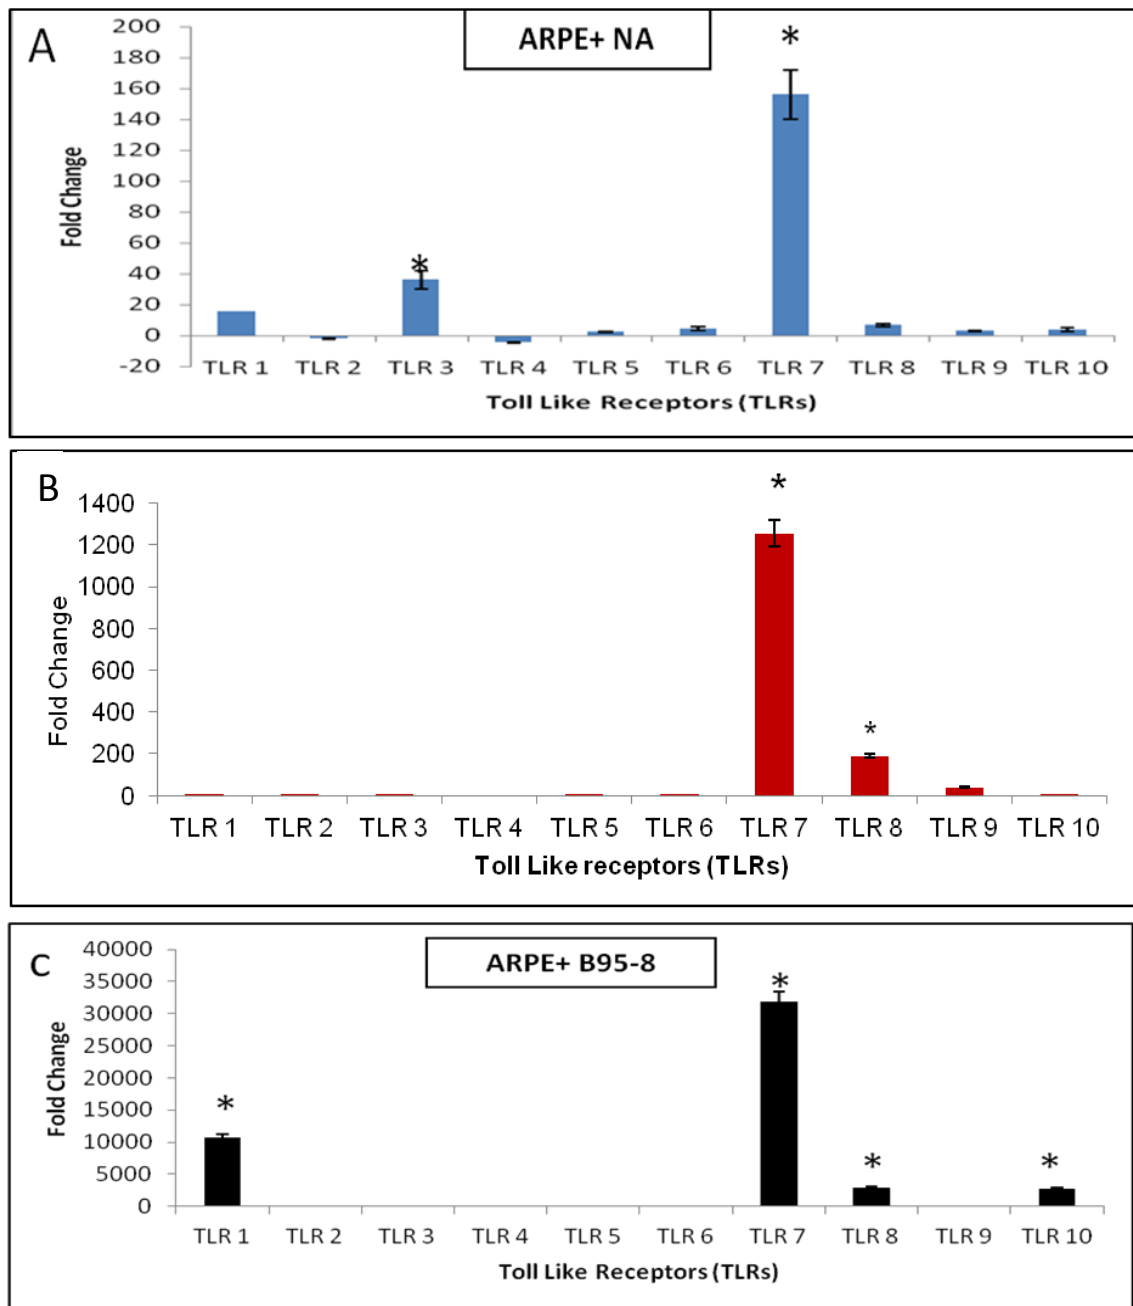 A
ARPE+ NA
Fold Change
200
180
160
140
120
100
80
60
40
20
0
-20
*
*
TLR 1 TLR 2 TLR 3 TLR 4 TLR 5 TLR 6 TLR 7 TLR 8 TLR 9 TLR 10
Toll Like Receptors (TLRs)
B
Fold Change
1400
1200
1000
800
600
400
200
0
*
*
TLR 1 TLR 2 TLR 3 TLR 4 TLR 5 TLR 6 TLR 7 TLR 8 TLR 9 TLR 10
Toll Like receptors (TLRs)
C
ARPE+ B95-8
Fold Change
40000
35000
30000
25000
20000
15000
10000
5000
0
*
*
*
*
TLR 1 TLR 2 TLR 3 TLR 4 TLR 5 TLR 6 TLR 7 TLR 8 TLR 9 TLR 10
Toll Like Receptors (TLRs)